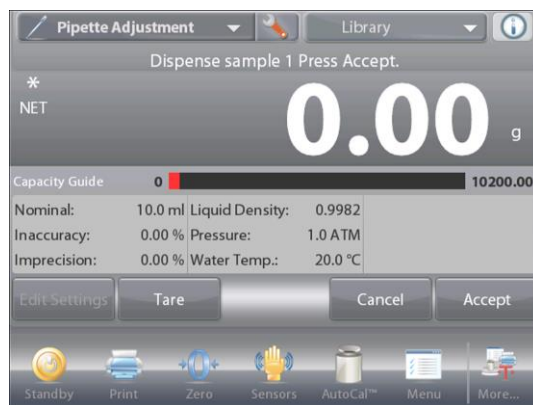 Pipette Adjustment Library
Dispense sample 1 Press Accept.
*
NET
0.00 g
Capacity Guide 0 10200.00
Nominal: 10.0 ml Liquid Density: 0.9982
Inaccuracy: 0.00 % Pressure: 1.0 ATM
Imprecision: 0.00 % Water Temp.: 20.0 °C
Edit Settings Tare Cancel Accept
Standby Print Zero Sensors AutoCal™ Menu More...